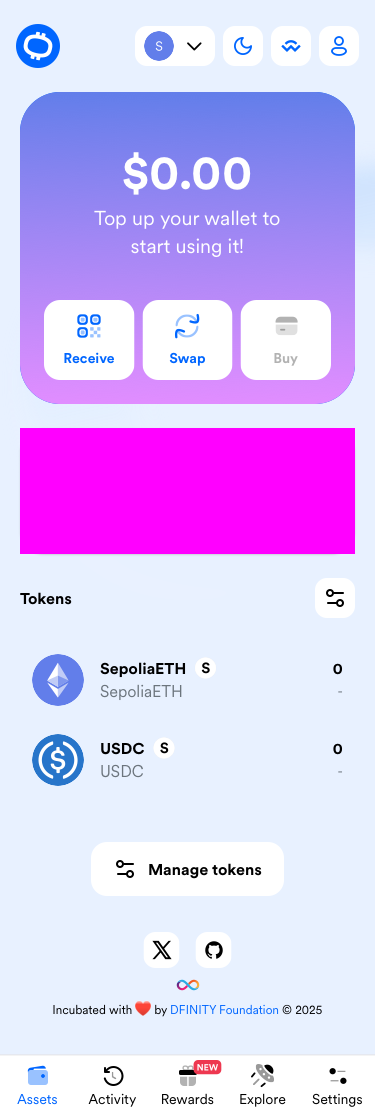 S
$0.00
Top up your wallet to
start using it!
Receive Swap Buy
Tokens
SepoliaETH S 0
SepoliaETH -
USDC S 0
USDC -
Manage tokens
Incubated with ❤️ by DFINITY Foundation © 2025
NEW
Assets Activity Rewards Explore Settings